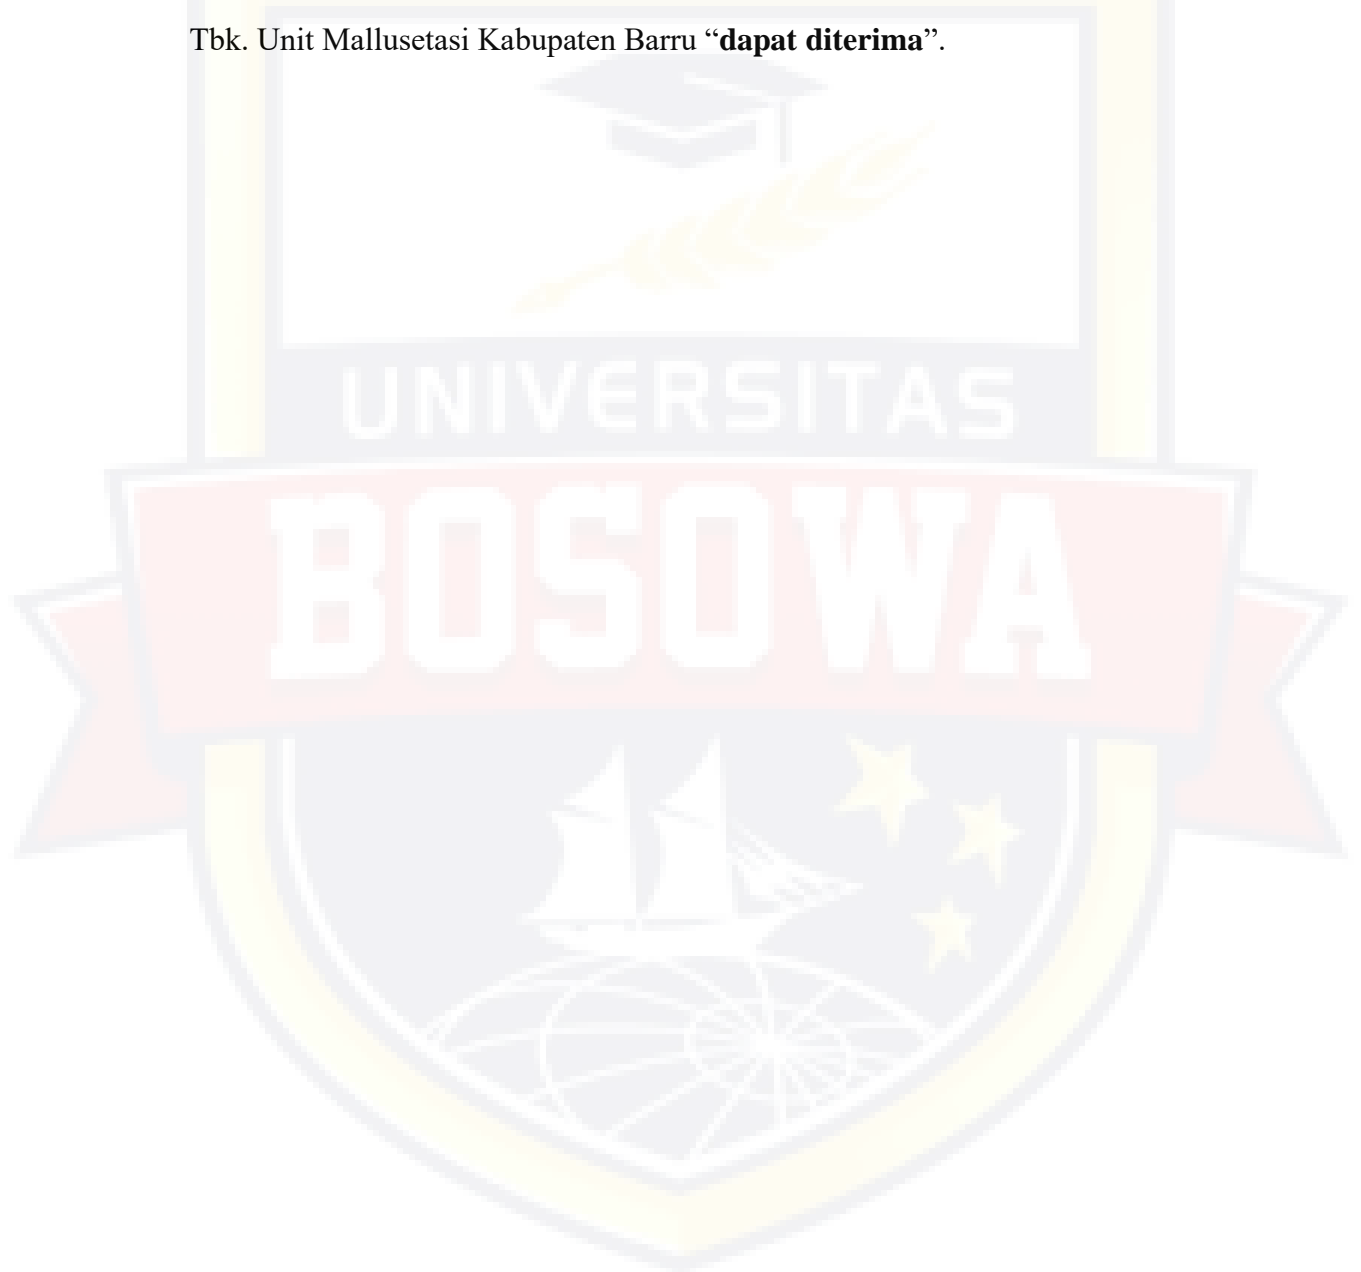 Tbk. Unit Mallusetasi Kabupaten Barru “dapat diterima”.
UNIVERSITAS
BOSOWA